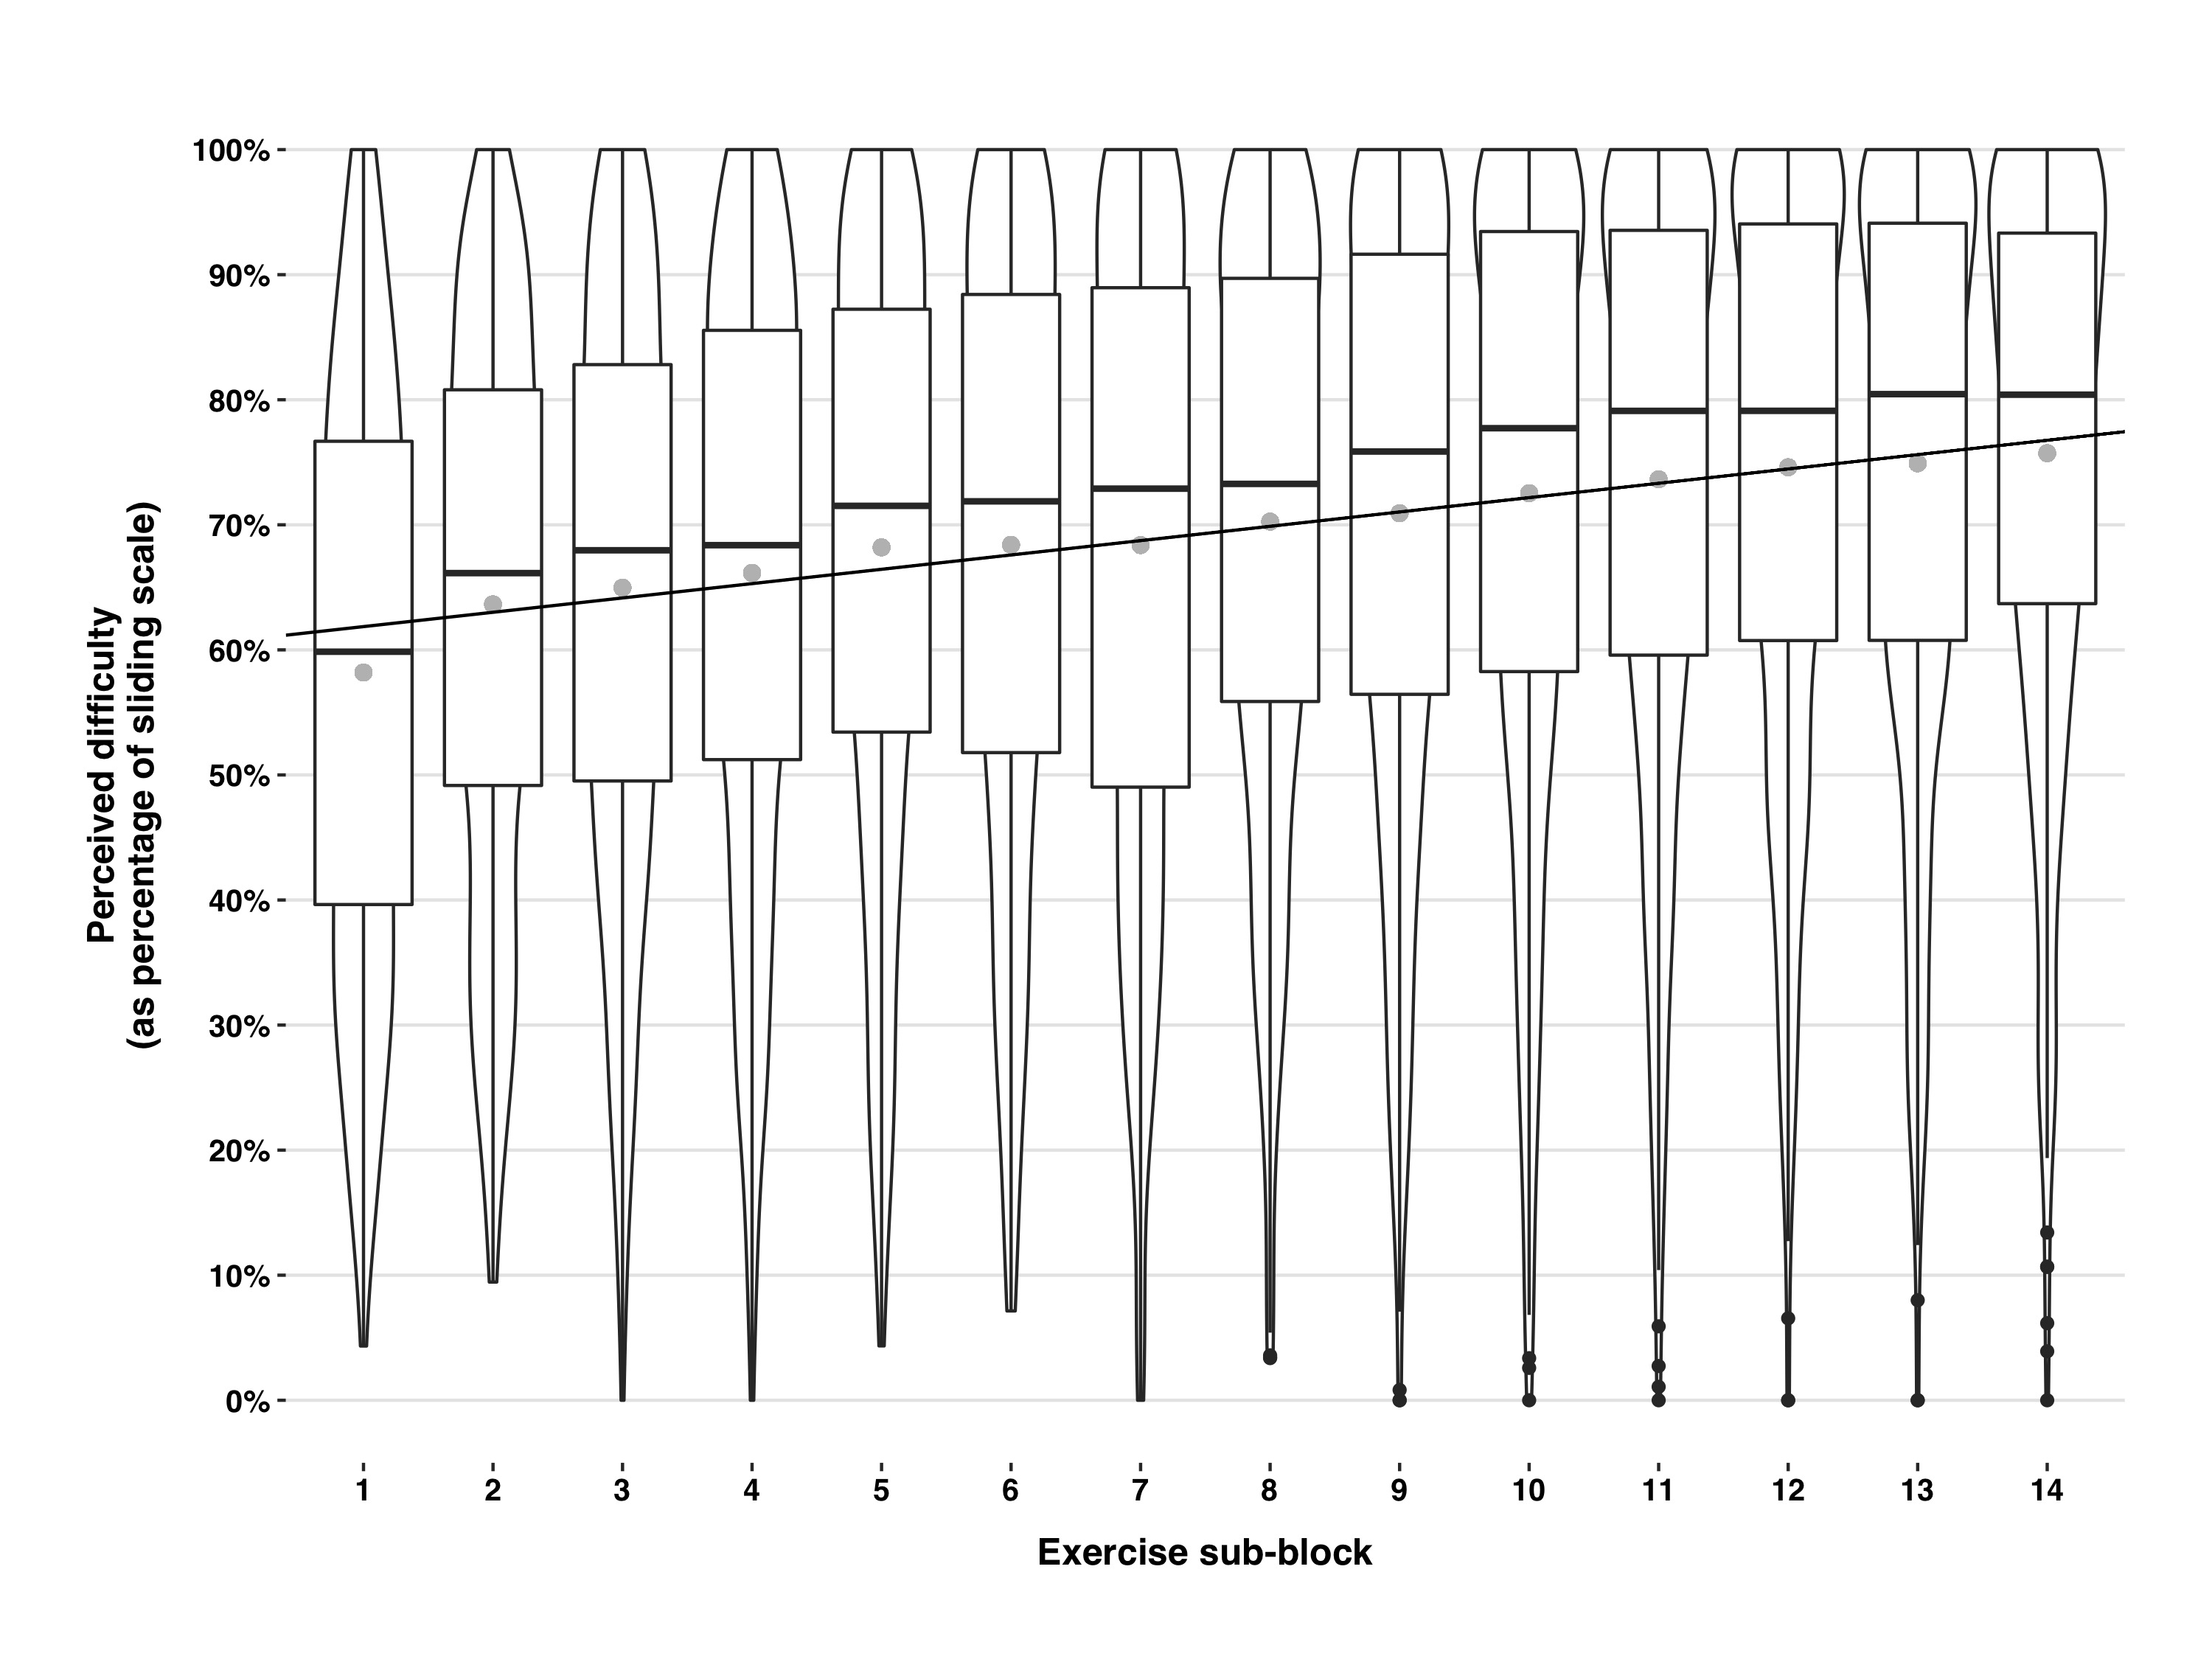 Perceived difficulty
(as percentage of sliding scale)
100%
90%
80%
70%
60%
50%
40%
30%
20%
10%
0%
1 2 3 4 5 6 7 8 9 10 11 12 13 14
Exercise sub-block